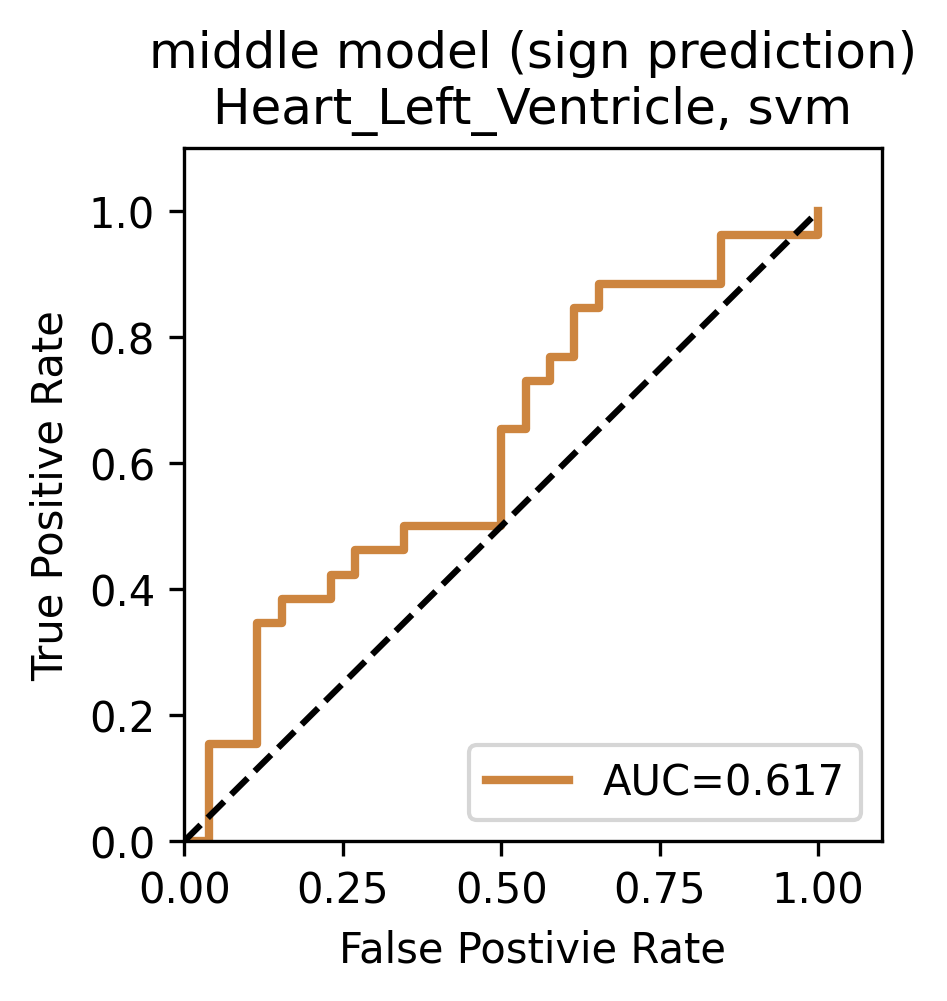 middle model (sign prediction)
Heart_Left_Ventricle, svm
True Positive Rate
1.0
0.8
0.6
0.4
0.2
0.0
AUC=0.617
0.00 0.25 0.50 0.75 1.00
False Postivie Rate